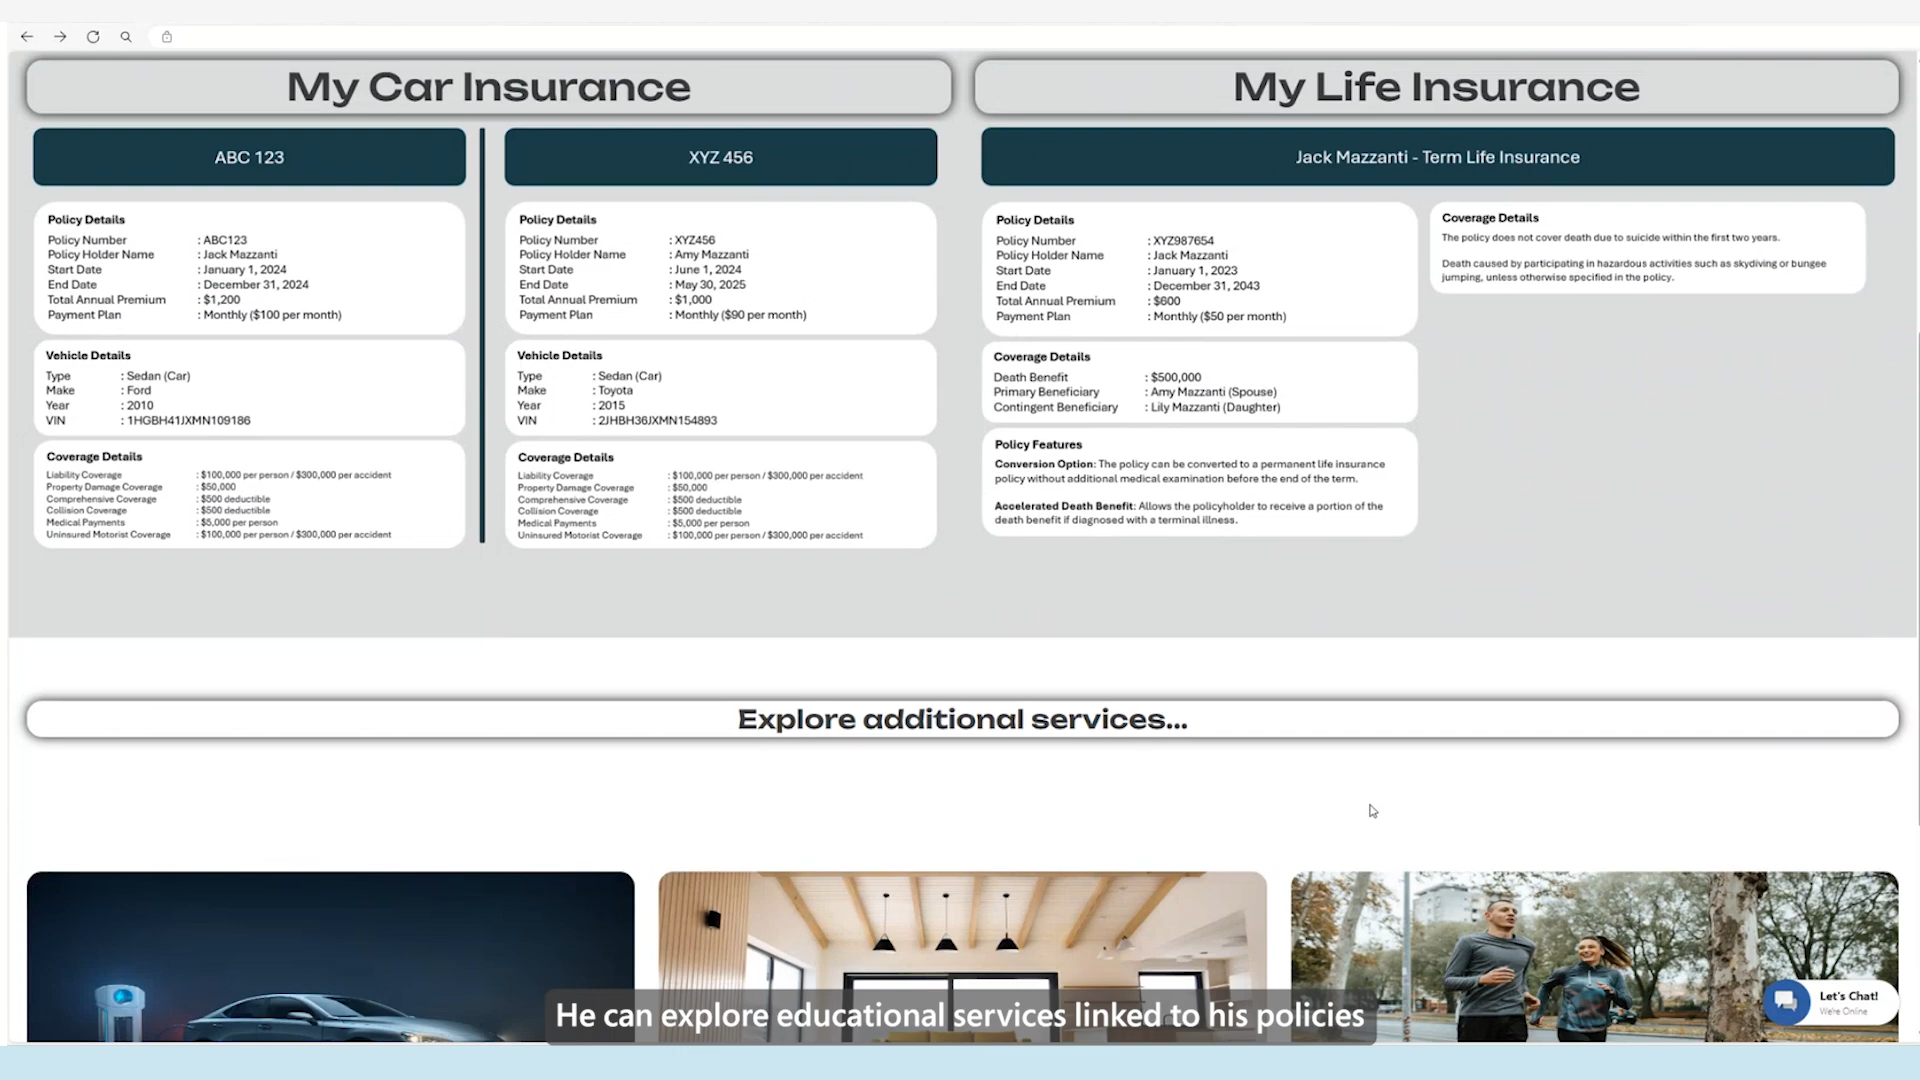 My Car Insurance
My Life Insurance
ABC 123
XYZ 456
Jack Mazzanti - Term Life Insurance
Policy Details
Policy Number : ABC123
Policy Holder Name : Jack Mazzanti
Start Date : January 1, 2024
End Date : December 31, 2024
Total Annual Premium : $1,200
Payment Plan : Monthly ($100 per month)
Vehicle Details
Type : Sedan (Car)
Make : Ford
Year : 2010
VIN : 1HGBH41JXMN109186
Coverage Details
Liability Coverage : $100,000 per person / $300,000 per accident
Property Damage Coverage : $50,000
Comprehensive Coverage : $500 deductible
Collision Coverage : $500 deductible
Medical Payments : $5,000 per person
Uninsured Motorist Coverage : $100,000 per person / $300,000 per accident
Policy Details
Policy Number : XYZ456
Policy Holder Name : Amy Mazzanti
Start Date : June 1, 2024
End Date : May 30, 2025
Total Annual Premium : $1,000
Payment Plan : Monthly ($90 per month)
Vehicle Details
Type : Sedan (Car)
Make : Toyota
Year : 2015
VIN : 2JHBH36JXMN154893
Coverage Details
Liability Coverage : $100,000 per person / $300,000 per accident
Property Damage Coverage : $50,000
Comprehensive Coverage : $500 deductible
Collision Coverage : $500 deductible
Medical Payments : $5,000 per person
Uninsured Motorist Coverage : $100,000 per person / $300,000 per accident
Policy Details
Policy Number : XYZ987654
Policy Holder Name : Jack Mazzanti
Start Date : January 1, 2023
End Date : December 31, 2043
Total Annual Premium : $600
Payment Plan : Monthly ($50 per month)
Coverage Details
Death Benefit : $500,000
Primary Beneficiary : Amy Mazzanti (Spouse)
Contingent Beneficiary : Lily Mazzanti (Daughter)
Policy Features
Conversion Option: The policy can be converted to a permanent life insurance
policy without additional medical examination before the end of the term.
Accelerated Death Benefit: Allows the policyholder to receive a portion of the
death benefit if diagnosed with a terminal illness.
Coverage Details
The policy does not cover death due to suicide within the first two years.
Death caused by participating in hazardous activities such as skydiving or bungee
jumping, unless otherwise specified in the policy.
Explore additional services...
Let's Chat!
We're Online
He can explore educational services linked to his policies